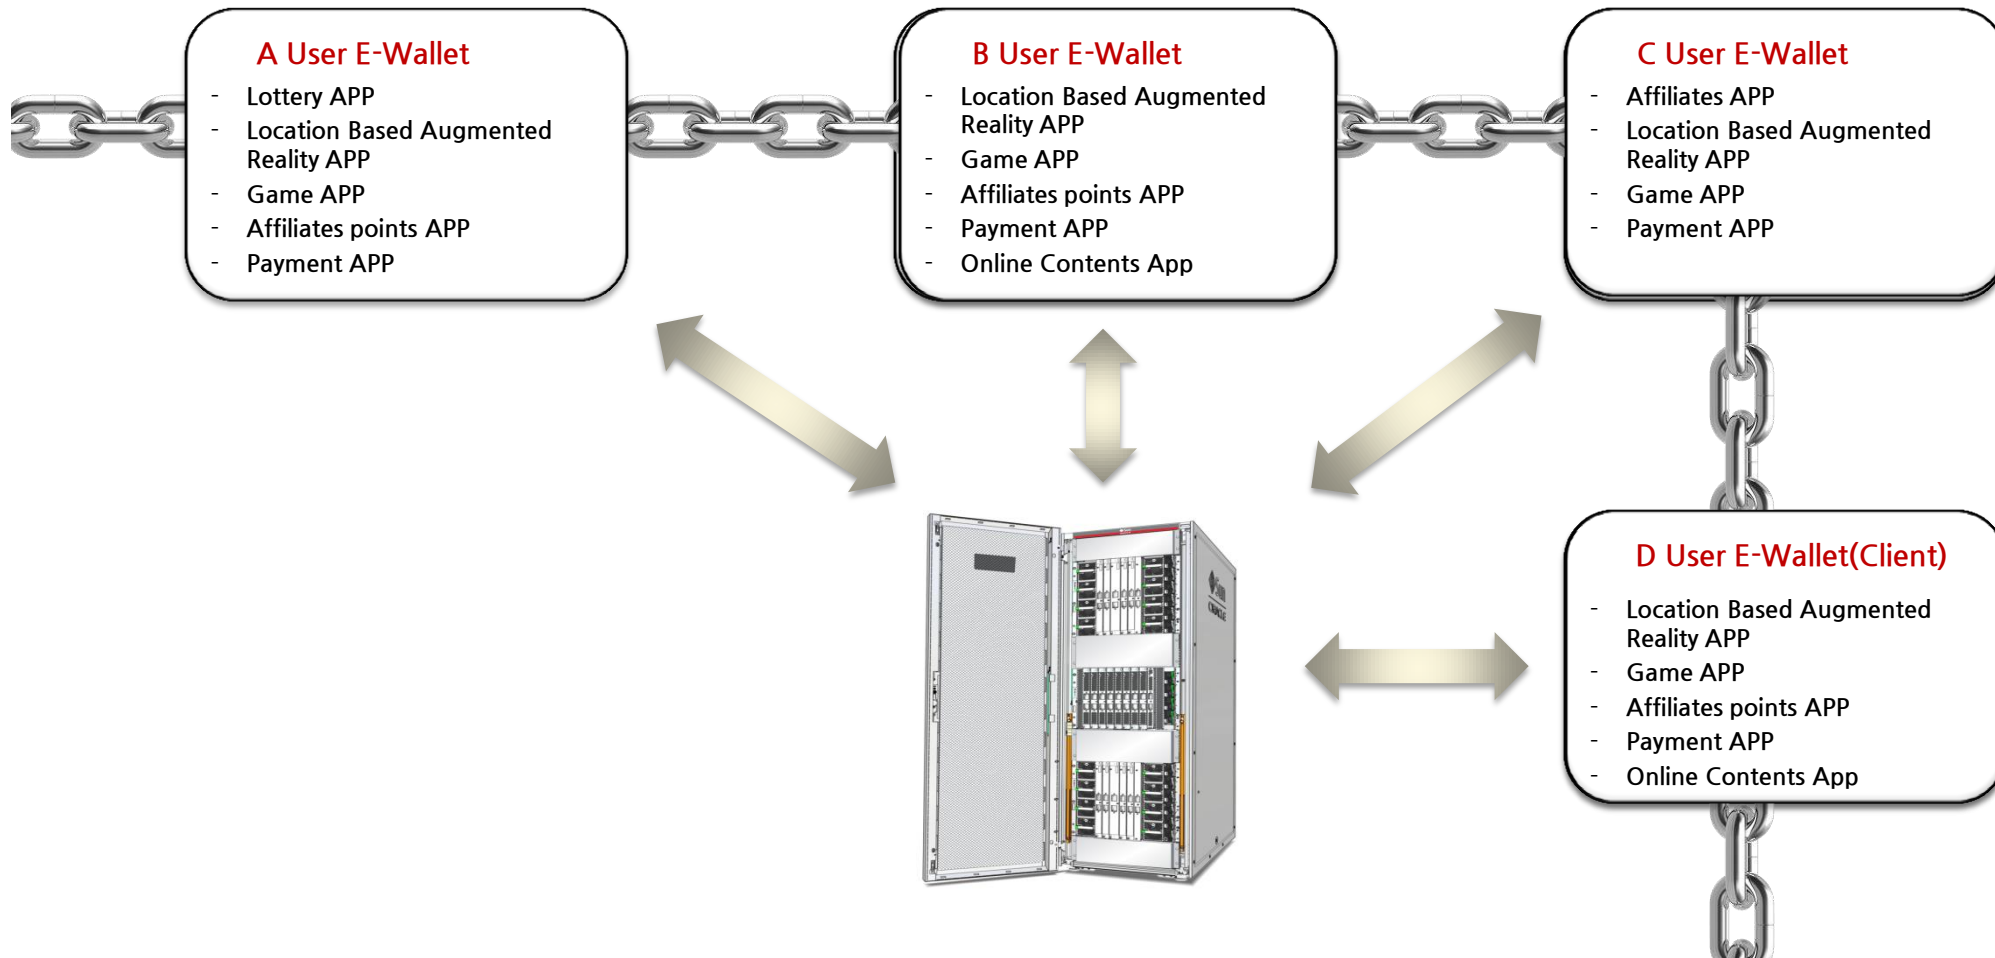 A User E-Wallet
- Lottery APP
- Location Based Augmented
Reality APP
- Game APP
- Affiliates points APP
- Payment APP
B User E-Wallet
- Location Based Augmented
Reality APP
- Game APP
- Affiliates points APP
- Payment APP
- Online Contents App
C User E-Wallet
- Affiliates APP
- Location Based Augmented
Reality APP
- Game APP
- Payment APP
D User E-Wallet(Client)
- Location Based Augmented
Reality APP
- Game APP
- Affiliates points APP
- Payment APP
- Online Contents App
Sun
ORACLE